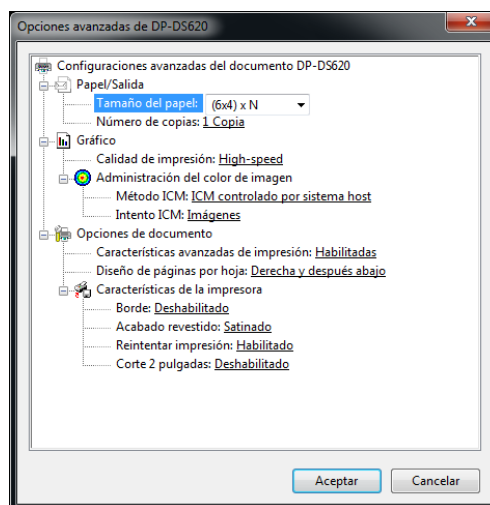 Opciones avanzadas de DP-DS620
Configuraciones avanzadas del documento DP-DS620
Papel/Salida
Tamaño del papel: (6x4) x N
Número de copias: 1 Copia
Gráfico
Calidad de impresión: High-speed
Administración del color de imagen
Método ICM: ICM controlado por sistema host
Intento ICM: Imágenes
Opciones de documento
Características avanzadas de impresión: Habilitadas
Diseño de páginas por hoja: Derecha y después abajo
Características de la impresora
Borde: Deshabilitado
Acabado revestido: Satinado
Reintentar impresión: Habilitado
Corte 2 pulgadas: Deshabilitado
Aceptar Cancelar